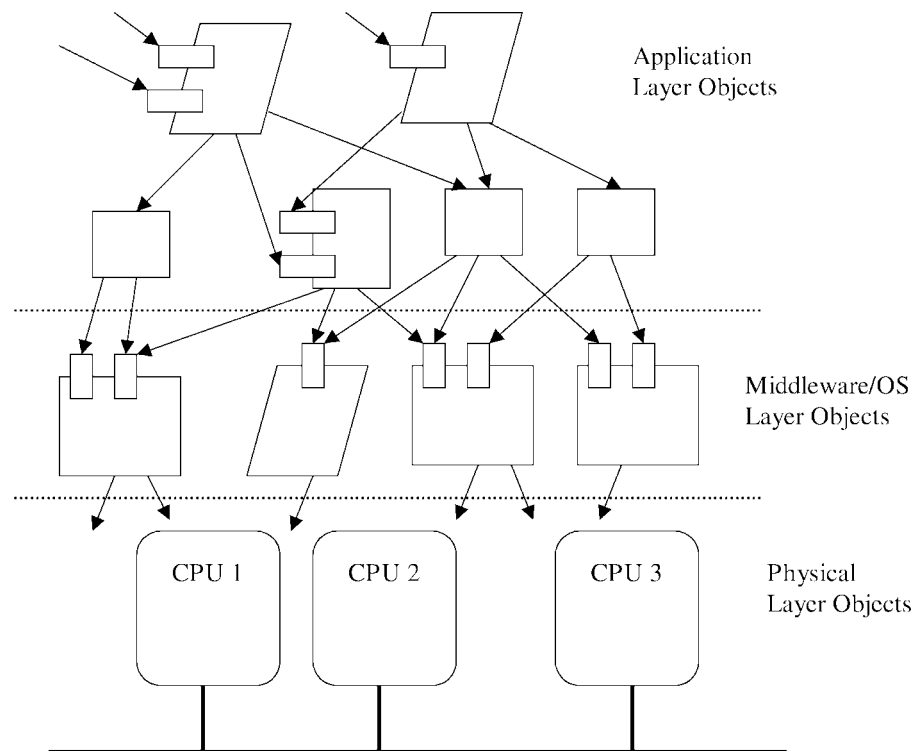 Application
Layer Objects
Middleware/OS
Layer Objects
CPU 1
CPU 2
CPU 3
Physical
Layer Objects